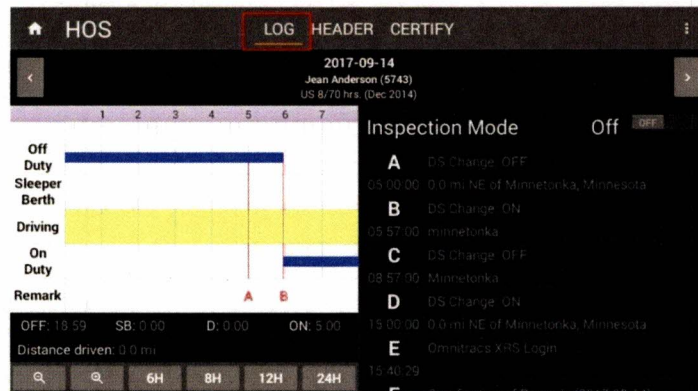 HOS LOG HEADER CERTIFY
2017-09-14
Jean Anderson (5743)
US 8/70 hrs. (Dec 2014)
1 2 3 4 5 6 7
Off
Duty
Sleeper
Berth
Driving
On
Duty
Remark A B
OFF: 18:59 SB: 0:00 D: 0:00 ON: 5:00
Distance driven: 0.0 mi
6H 8H 12H 24H
Inspection Mode Off OFF
A DS Change: OFF
05:00:00 0.0 mi NE of Minnetonka, Minnesota
B DS Change: ON
05:57:00 minnetonka
C DS Change: OFF
08:57:00 Minnetonka
D DS Change: ON
15:00:00 0.0 mi NE of Minnetonka, Minnesota
E Omnitracs XRS Login
15:40:29